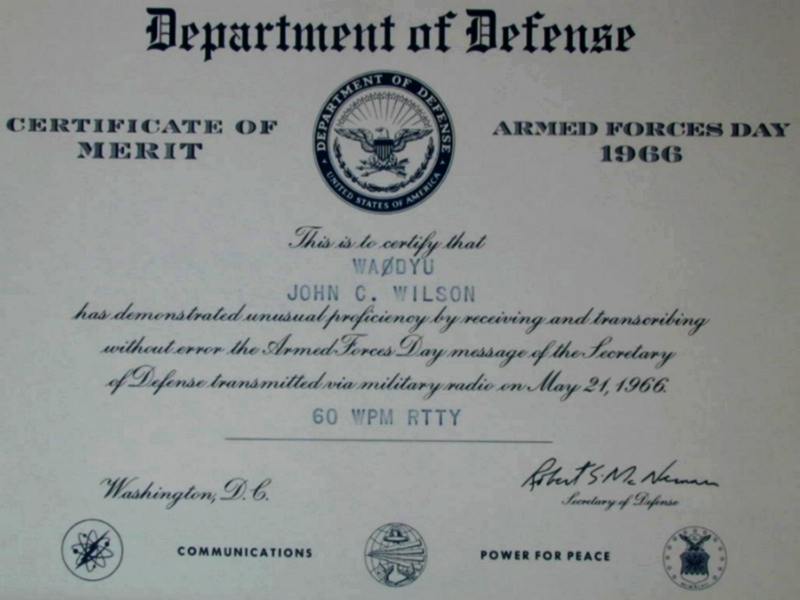 Department of Defense
CERTIFICATE OF MERIT
DEPARTMENT OF DEFENSE
UNITED STATES OF AMERICA
ARMED FORCES DAY
1966
This is to certify that
WAØDYU
JOHN C. WILSON
has demonstrated unusual proficiency by receiving and transcribing
without error the Armed Forces Day message of the Secretary
of Defense transmitted via military radio on May 21, 1966.
60 WPM RTTY
Washington, D.C.
Robert S. McNamara
Secretary of Defense
COMMUNICATIONS
POWER FOR PEACE